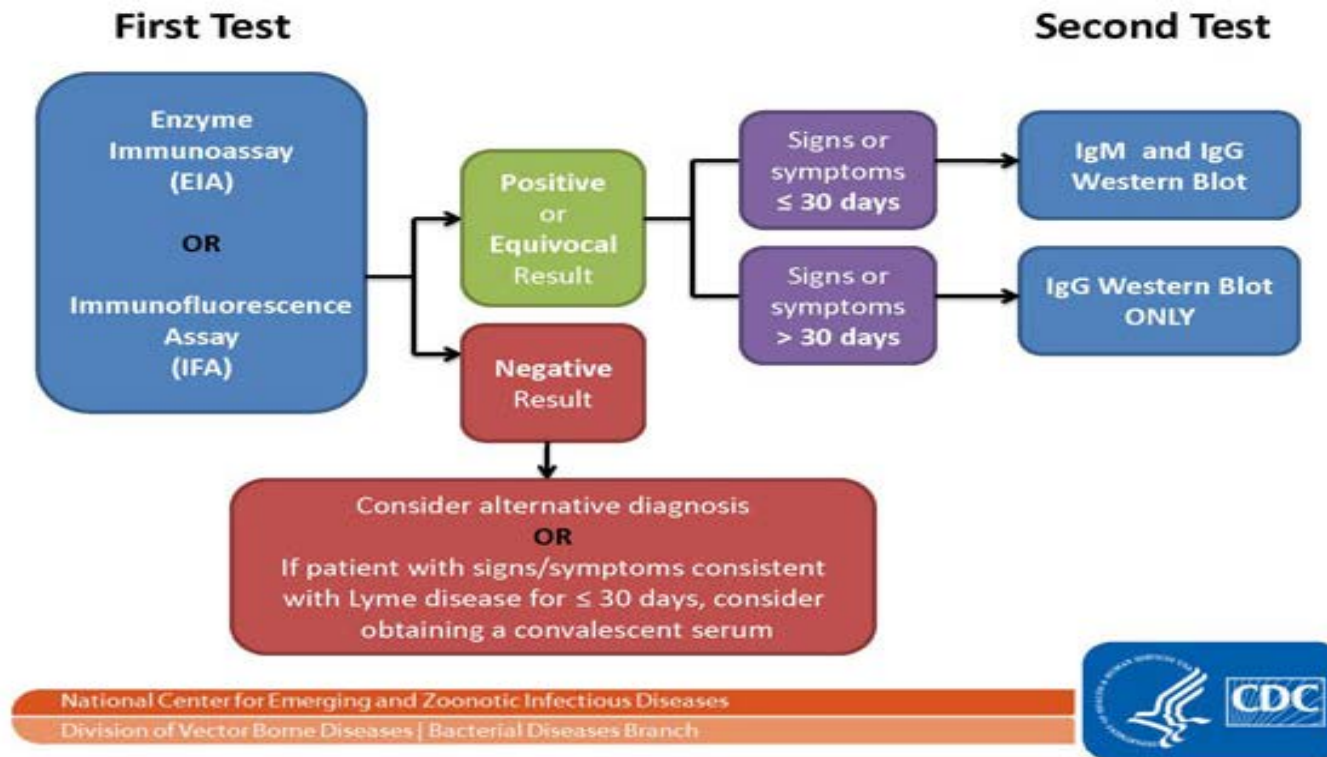 First Test
Second Test
Enzyme
Immunoassay
(EIA)
OR
Immunofluorescence
Assay
(IFA)
Positive
or
Equivocal
Result
Negative
Result
Signs or
symptoms
≤ 30 days
Signs or
symptoms
> 30 days
IgM and IgG
Western Blot
IgG Western Blot
ONLY
Consider alternative diagnosis
OR
If patient with signs/symptoms consistent
with Lyme disease for ≤ 30 days, consider
obtaining a convalescent serum
National Center for Emerging and Zoonotic Infectious Diseases
Division of Vector Borne Diseases | Bacterial Diseases Branch
CDC